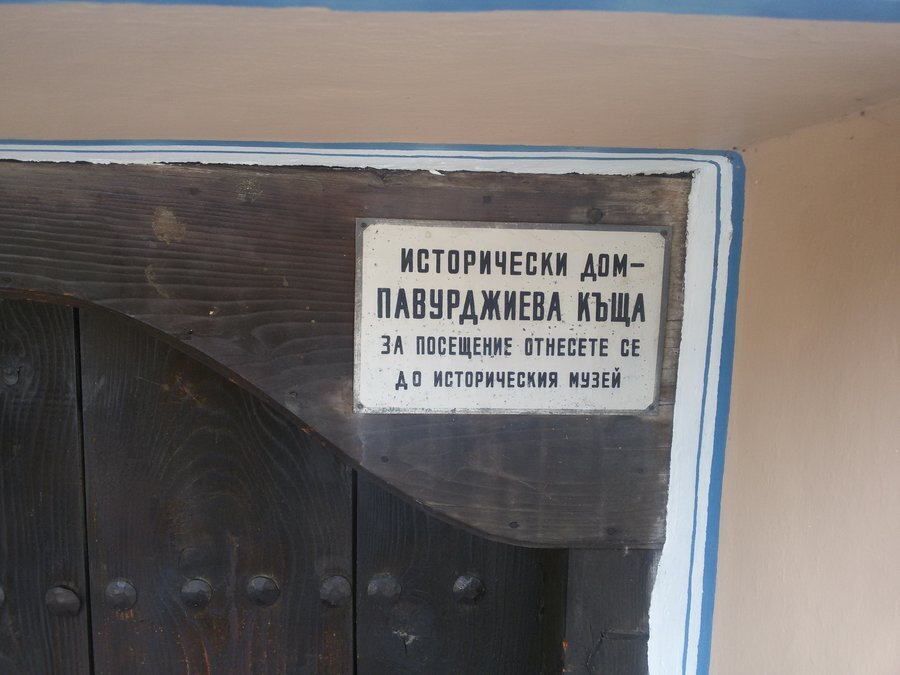 ИСТОРИЧЕСКИ ДОМ–
ПАВУРДЖИЕВА КЪЩА
ЗА ПОСЕЩЕНИЕ ОТНЕСЕТЕ СЕ
ДО ИСТОРИЧЕСКИЯ МУЗЕЙ